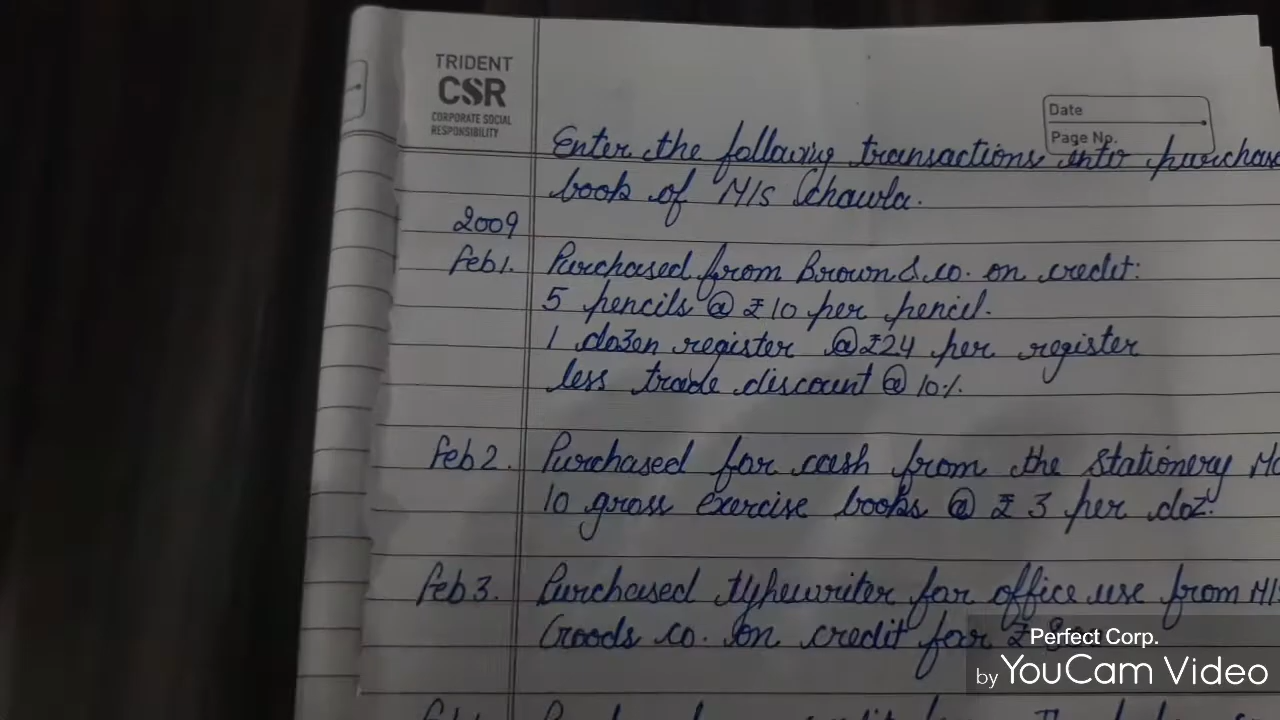 TRIDENT
CSR
CORPORATE SOCIAL
RESPONSIBILITY
Date
Page No.
Enter the following transactions into purchase
book of M/s Chawla.
2009
Feb 1. Purchased from Brown & co. on credit:
5 pencils @ ₹10 per pencil.
1 dozen register @ ₹24 per register
less trade discount @ 10%.
Feb 2. Purchased for cash from the Stationery
10 gross exercise books @ ₹ 3 per doz.
Feb 3. Purchased typewriter for office use from M/s
Goods co. on credit for
Perfect Corp.
by YouCam Video